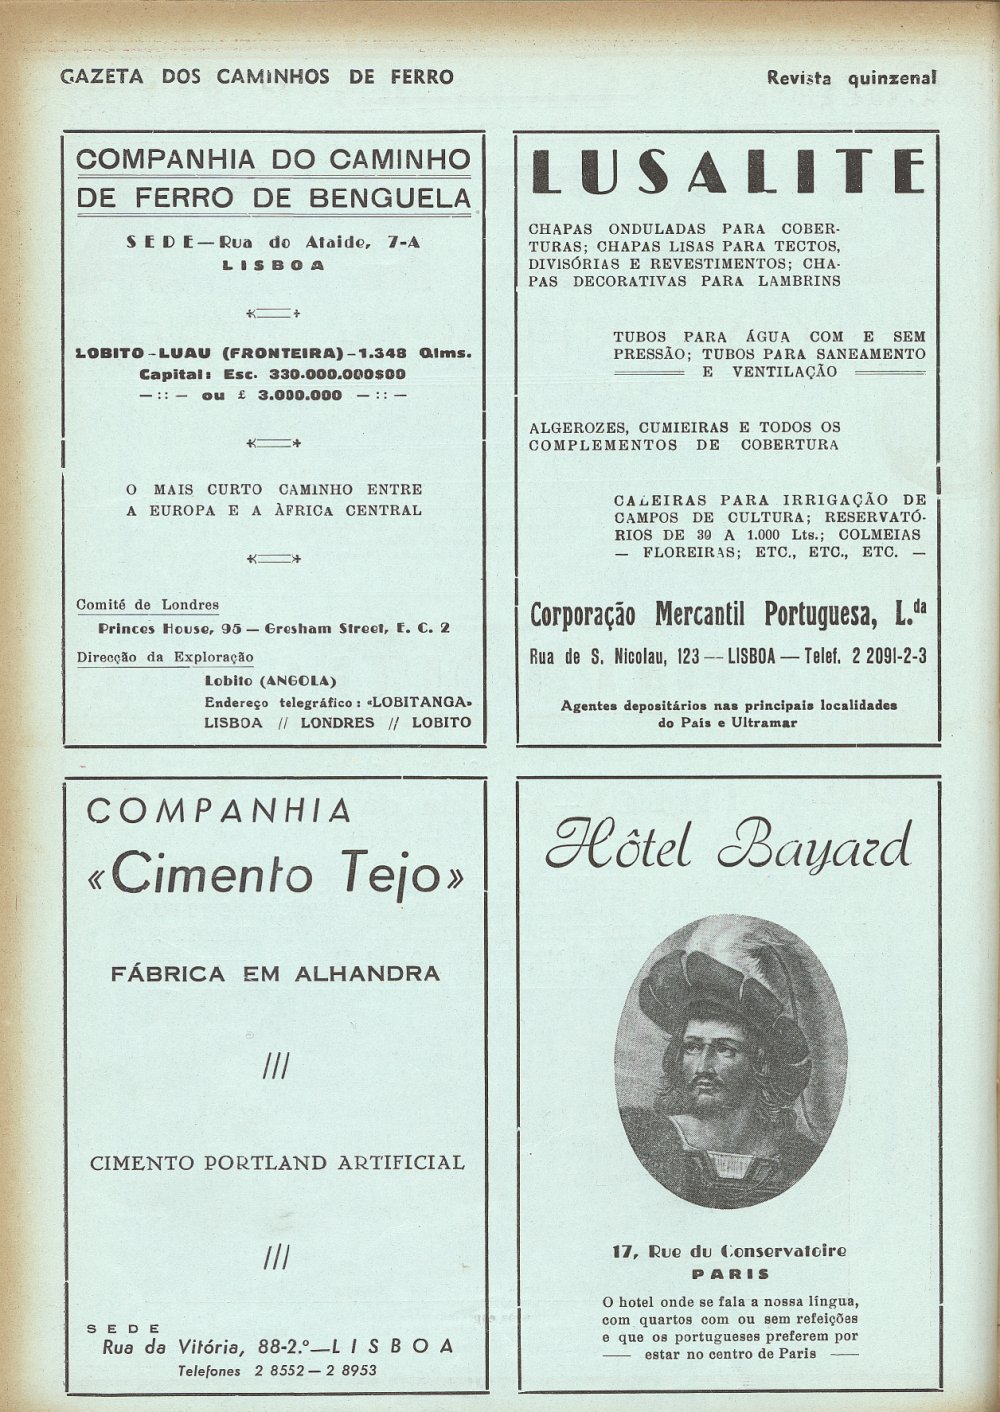 GAZETA DOS CAMINHOS DE FERRO
Revista quinzenal
COMPANHIA DO CAMINHO
DE FERRO DE BENGUELA
SEDE—Rua do Ataide, 7-A
LISBOA
LOBITO-LUAU (FRONTEIRA)-1.348 Qlms.
Capital: Esc. 330.000.000$00
— :: — ou £ 3.000.000 — :: —
O MAIS CURTO CAMINHO ENTRE
A EUROPA E A ÀFRICA CENTRAL
Comité de Londres
Princes House, 95 — Gresham Street, E. C. 2
Direcção da Exploração
Lobito (ANGOLA)
Endereço telegráfico: «LOBITANGA»
LISBOA // LONDRES // LOBITO
LUSALITE
CHAPAS ONDULADAS PARA COBER-
TURAS; CHAPAS LISAS PARA TECTOS,
DIVISÓRIAS E REVESTIMENTOS; CHA-
PAS DECORATIVAS PARA LAMBRINS
TUBOS PARA ÁGUA COM E SEM
PRESSÃO; TUBOS PARA SANEAMENTO
E VENTILAÇÃO
ALGEROZES, CUMIEIRAS E TODOS OS
COMPLEMENTOS DE COBERTURA
CALEIRAS PARA IRRIGAÇÃO DE
CAMPOS DE CULTURA; RESERVATÓ-
RIOS DE 30 A 1.000 Lts.; COLMEIAS
— FLOREIRAS; ETC., ETC., ETC. —
Corporação Mercantil Portuguesa, L.da
Rua de S. Nicolau, 123 — LISBOA — Telef. 2 2091-2-3
Agentes depositários nas principais localidades
do País e Ultramar
COMPANHIA
«Cimento Tejo»
FÁBRICA EM ALHANDRA
///
CIMENTO PORTLAND ARTIFICIAL
///
SEDE
Rua da Vitória, 88-2.º—LISBOA
Telefones 2 8552 — 2 8953
Hôtel Bayard
17, Rue du Conservatoire
PARIS
O hotel onde se fala a nossa língua,
com quartos com ou sem refeições
e que os portugueses preferem por
estar no centro de Paris